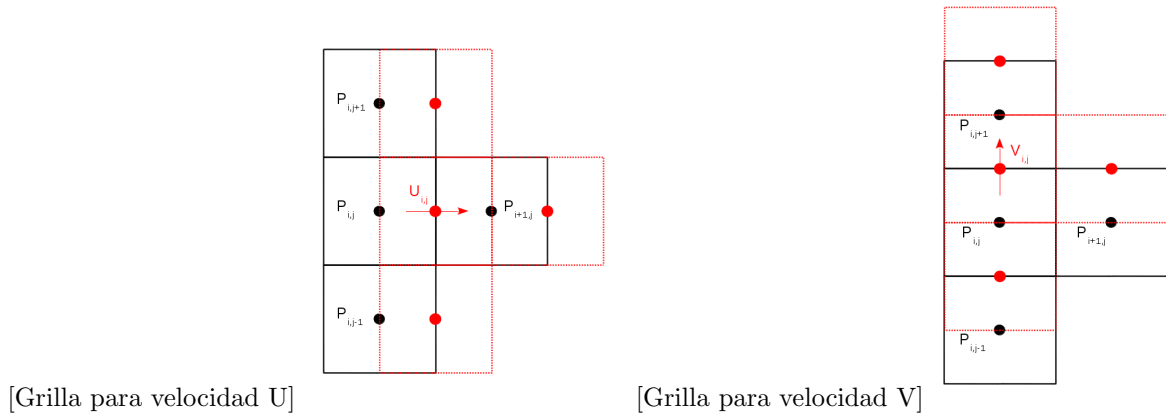 P i,j+1
U i,j
P i,j
P i+1,j
P i,j-1
[Grilla para velocidad U]
P i,j+1
V i,j
P i,j
P i+1,j
P i,j-1
[Grilla para velocidad V]